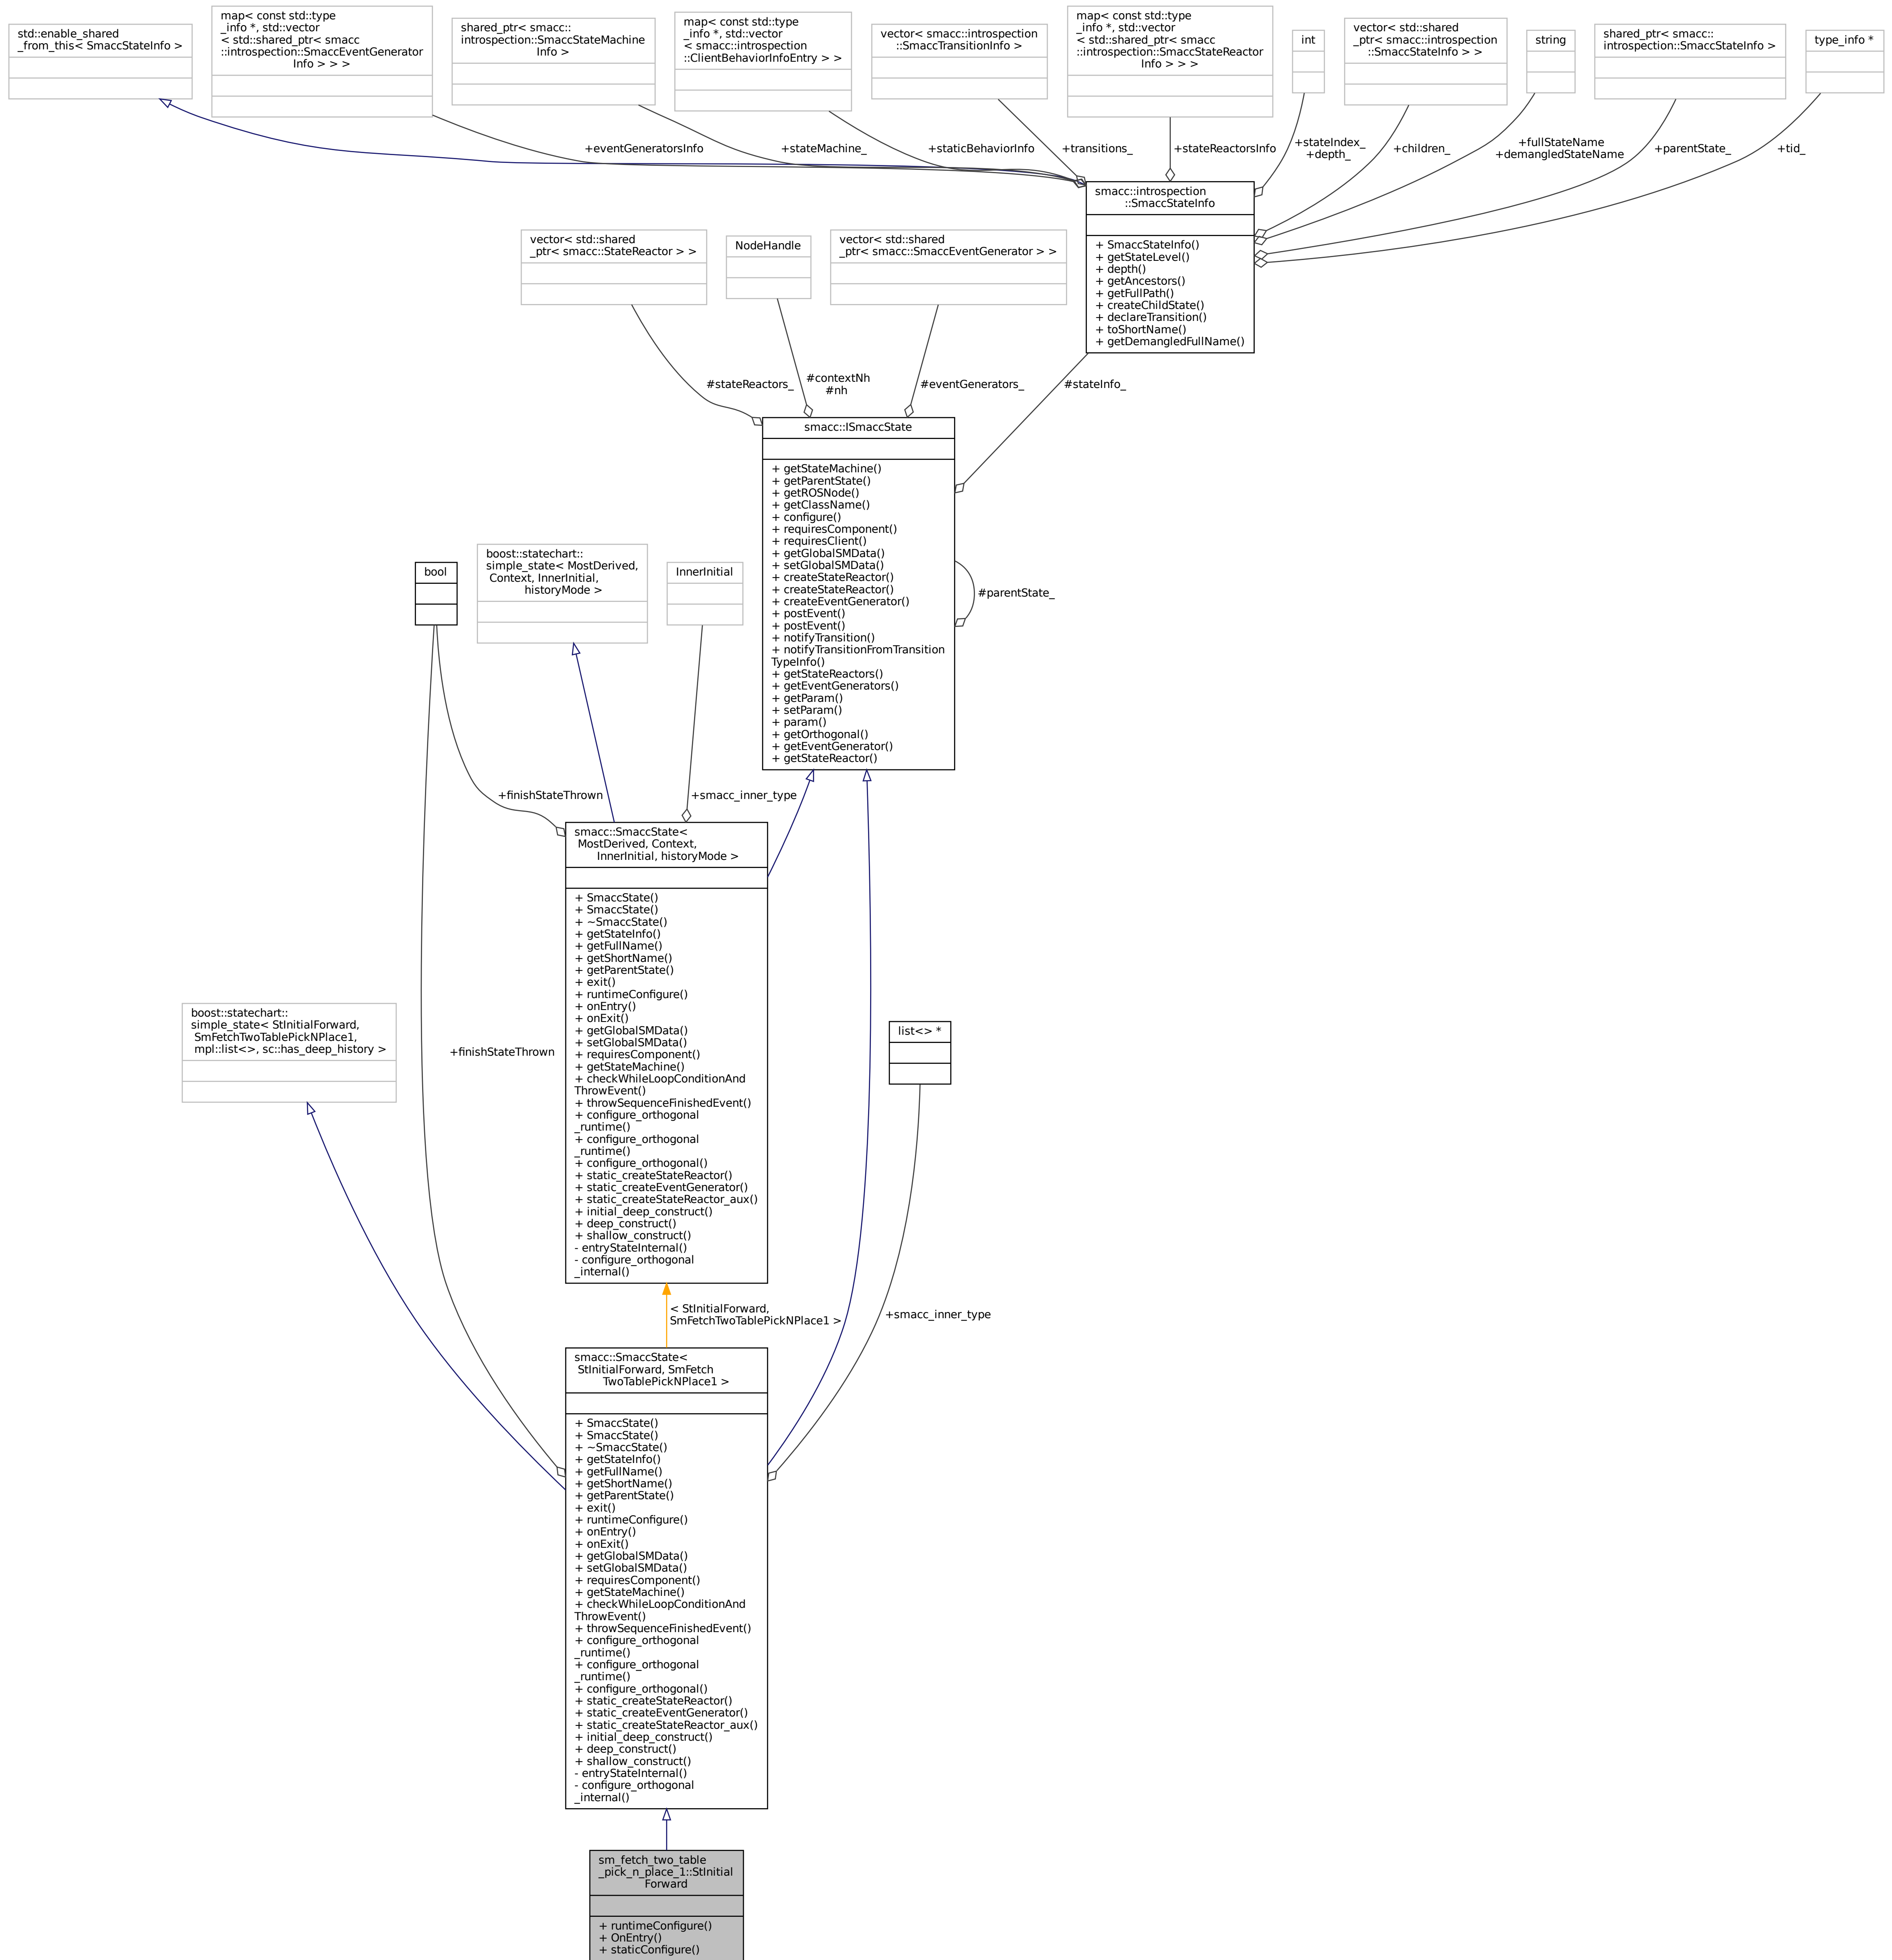 std::enable_shared
_from_this< SmaccStateInfo >
map< const std::type
_info *, std::vector
< std::shared_ptr< smacc
::introspection::SmaccEventGenerator
Info > > >
shared_ptr< smacc::
introspection::SmaccStateMachine
Info >
map< const std::type
_info *, std::vector
< smacc::introspection
::ClientBehaviorInfoEntry > >
vector< smacc::introspection
::SmaccTransitionInfo >
map< const std::type
_info *, std::vector
< std::shared_ptr< smacc
::introspection::SmaccStateReactor
Info > > >
int
vector< std::shared
_ptr< smacc::introspection
::SmaccStateInfo > >
string
shared_ptr< smacc::
introspection::SmaccStateInfo >
type_info *
+eventGeneratorsInfo
+stateMachine_
+staticBehaviorInfo
+transitions_
+stateReactorsInfo
+stateIndex_
+depth_
+children_
+fullStateName
+demangledStateName
+parentState_
+tid_
smacc::introspection
::SmaccStateInfo
+ SmaccStateInfo()
+ getStateLevel()
+ depth()
+ getAncestors()
+ getFullPath()
+ createChildState()
+ declareTransition()
+ toShortName()
+ getDemangledFullName()
vector< std::shared
_ptr< smacc::StateReactor > >
NodeHandle
vector< std::shared
_ptr< smacc::SmaccEventGenerator > >
#stateReactors_
#contextNh
#nh
#eventGenerators_
#stateInfo_
smacc::ISmaccState
+ getStateMachine()
+ getParentState()
+ getROSNode()
+ getClassName()
+ configure()
+ requiresComponent()
+ requiresClient()
+ getGlobalSMData()
+ setGlobalSMData()
+ createStateReactor()
+ createStateReactor()
+ createEventGenerator()
+ postEvent()
+ postEvent()
+ notifyTransition()
+ notifyTransitionFromTransition
TypeInfo()
+ getStateReactors()
+ getEventGenerators()
+ getParam()
+ setParam()
+ param()
+ getOrthogonal()
+ getEventGenerator()
+ getStateReactor()
#parentState_
bool
boost::statechart::
simple_state< MostDerived,
Context, InnerInitial,
historyMode >
InnerInitial
+finishStateThrown
+smacc_inner_type
smacc::SmaccState<
MostDerived, Context,
InnerInitial, historyMode >
+ SmaccState()
+ SmaccState()
+ ~SmaccState()
+ getStateInfo()
+ getFullName()
+ getShortName()
+ getParentState()
+ exit()
+ runtimeConfigure()
+ onEntry()
+ onExit()
+ getGlobalSMData()
+ setGlobalSMData()
+ requiresComponent()
+ getStateMachine()
+ checkWhileLoopConditionAnd
ThrowEvent()
+ throwSequenceFinishedEvent()
+ configure_orthogonal
_runtime()
+ configure_orthogonal
_runtime()
+ configure_orthogonal()
+ static_createStateReactor()
+ static_createEventGenerator()
+ static_createStateReactor_aux()
+ initial_deep_construct()
+ deep_construct()
+ shallow_construct()
- entryStateInternal()
- configure_orthogonal
_internal()
boost::statechart::
simple_state< StInitialForward,
SmFetchTwoTablePickNPlace1,
mpl::list<>, sc::has_deep_history >
+finishStateThrown
list<> *
< StInitialForward,
SmFetchTwoTablePickNPlace1 >
+smacc_inner_type
smacc::SmaccState<
StInitialForward, SmFetch
TwoTablePickNPlace1 >
+ SmaccState()
+ SmaccState()
+ ~SmaccState()
+ getStateInfo()
+ getFullName()
+ getShortName()
+ getParentState()
+ exit()
+ runtimeConfigure()
+ onEntry()
+ onExit()
+ getGlobalSMData()
+ setGlobalSMData()
+ requiresComponent()
+ getStateMachine()
+ checkWhileLoopConditionAnd
ThrowEvent()
+ throwSequenceFinishedEvent()
+ configure_orthogonal
_runtime()
+ configure_orthogonal
_runtime()
+ configure_orthogonal()
+ static_createStateReactor()
+ static_createEventGenerator()
+ static_createStateReactor_aux()
+ initial_deep_construct()
+ deep_construct()
+ shallow_construct()
- entryStateInternal()
- configure_orthogonal
_internal()
sm_fetch_two_table
_pick_n_place_1::StInitial
Forward
+ runtimeConfigure()
+ OnEntry()
+ staticConfigure()